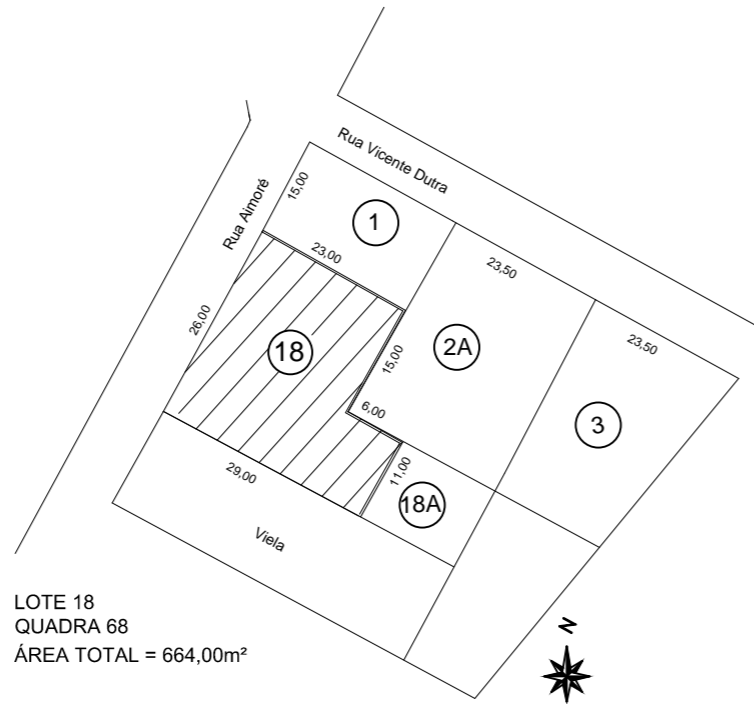 Rua Vicente Dutra
Rua Aimoré
15,00
1
23,00
23,50
26,00
18
15,00
2A
23,50
6,00
3
29,00
11,00
18A
Viela
LOTE 18
QUADRA 68
ÁREA TOTAL = 664,00m²
N